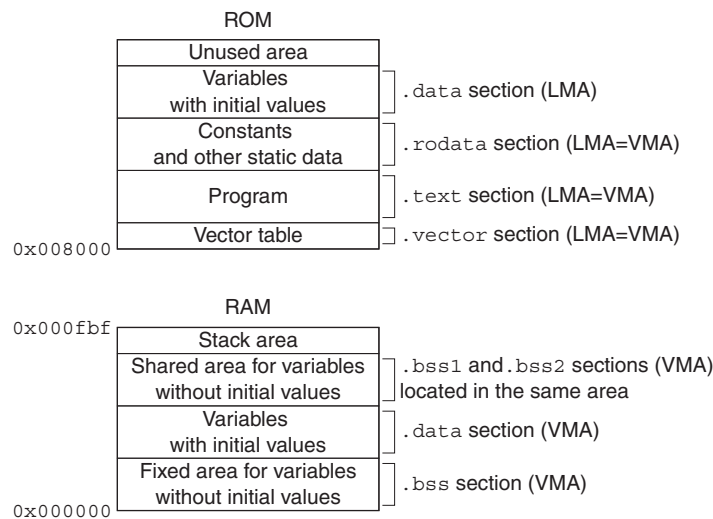 ROM
Unused area
Variables
with initial values
.data section (LMA)
Constants
and other static data
.rodata section (LMA=VMA)
Program
.text section (LMA=VMA)
Vector table
.vector section (LMA=VMA)
0x008000
RAM
0x000fbf
Stack area
Shared area for variables
without initial values
.bss1 and.bss2 sections (VMA)
located in the same area
Variables
with initial values
.data section (VMA)
Fixed area for variables
without initial values
.bss section (VMA)
0x000000